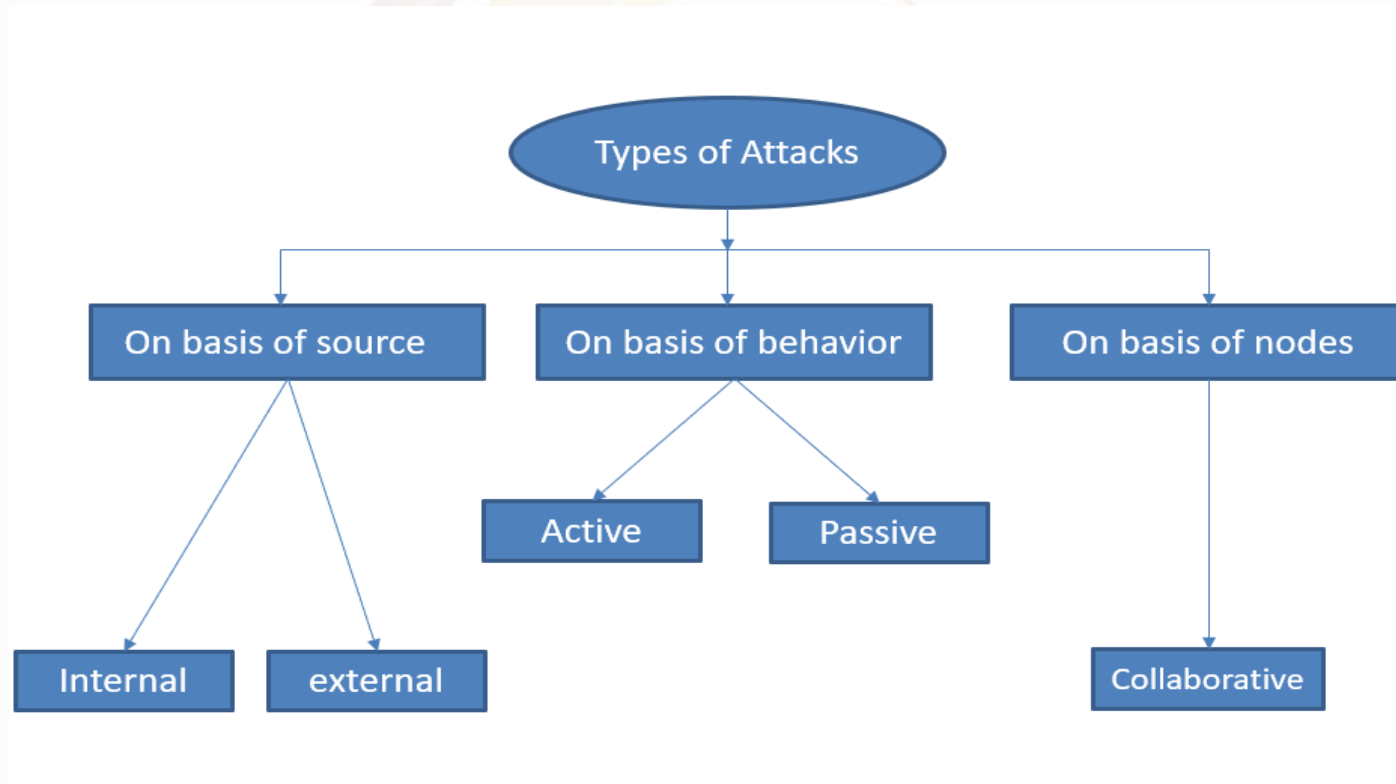 Types of Attacks
On basis of source
On basis of behavior
On basis of nodes
Active
Passive
Internal
external
Collaborative